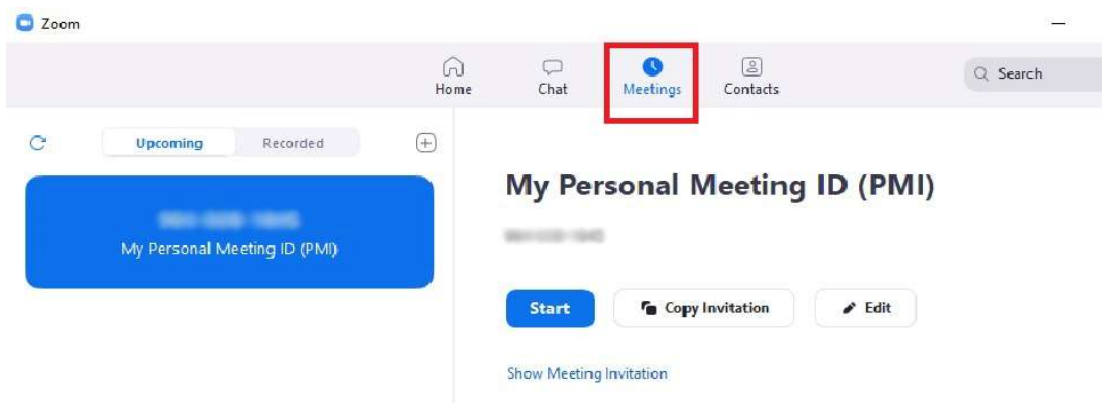 Zoom
Home Chat Meetings Contacts Search
Upcoming Recorded
My Personal Meeting ID (PMI)
My Personal Meeting ID (PMI)
Start Copy Invitation Edit
Show Meeting Invitation